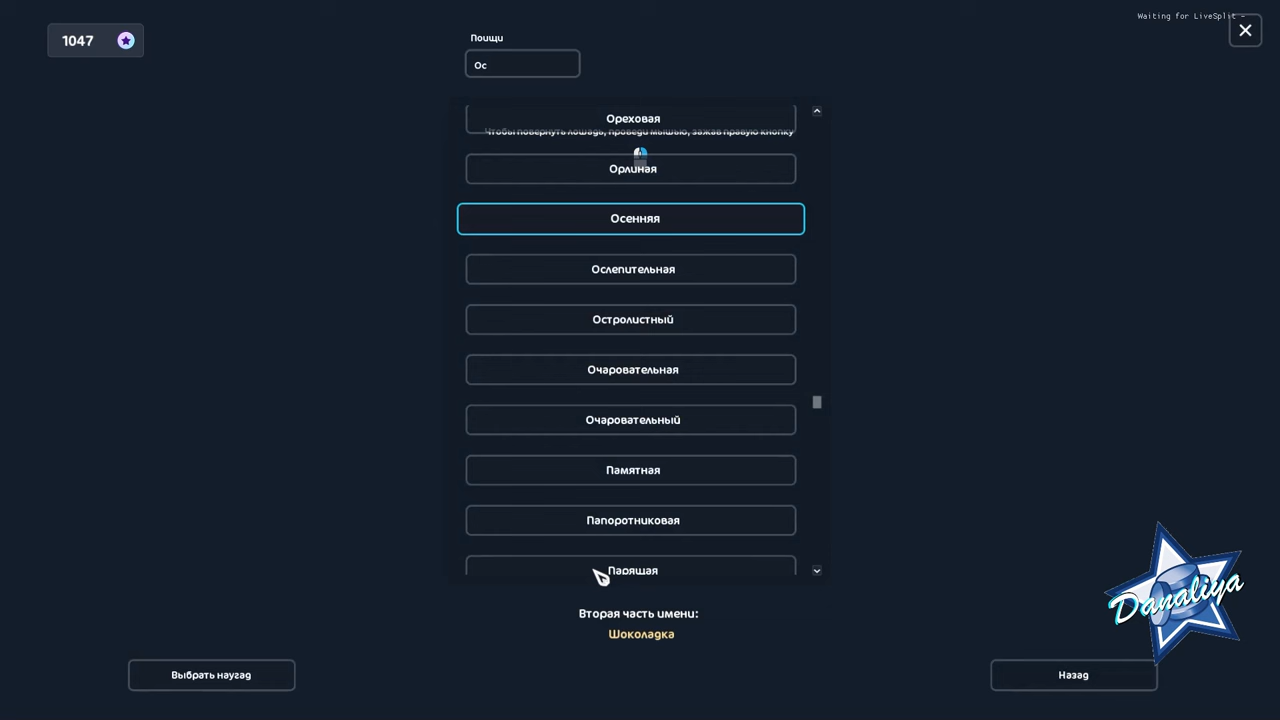 Waiting for LiveSplit -
1047
Поищи
Ос
Ореховая
Чтобы повернуть лошадь, проведи мышью, зажав правую кнопку
Орлиная
Осенняя
Ослепительная
Остролистный
Очаровательная
Очаровательный
Памятная
Папоротниковая
Парящая
Вторая часть имени:
Шоколадка
Выбрать наугад
Назад
Danaliya